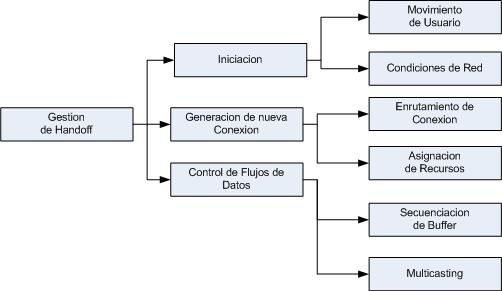 Gestion
de Handoff
Iniciacion
Generacion de nueva
Conexion
Control de Flujos de
Datos
Movimiento
de Usuario
Condiciones de Red
Enrutamiento de
Conexion
Asignacion
de Recursos
Secuenciacion
de Buffer
Multicasting